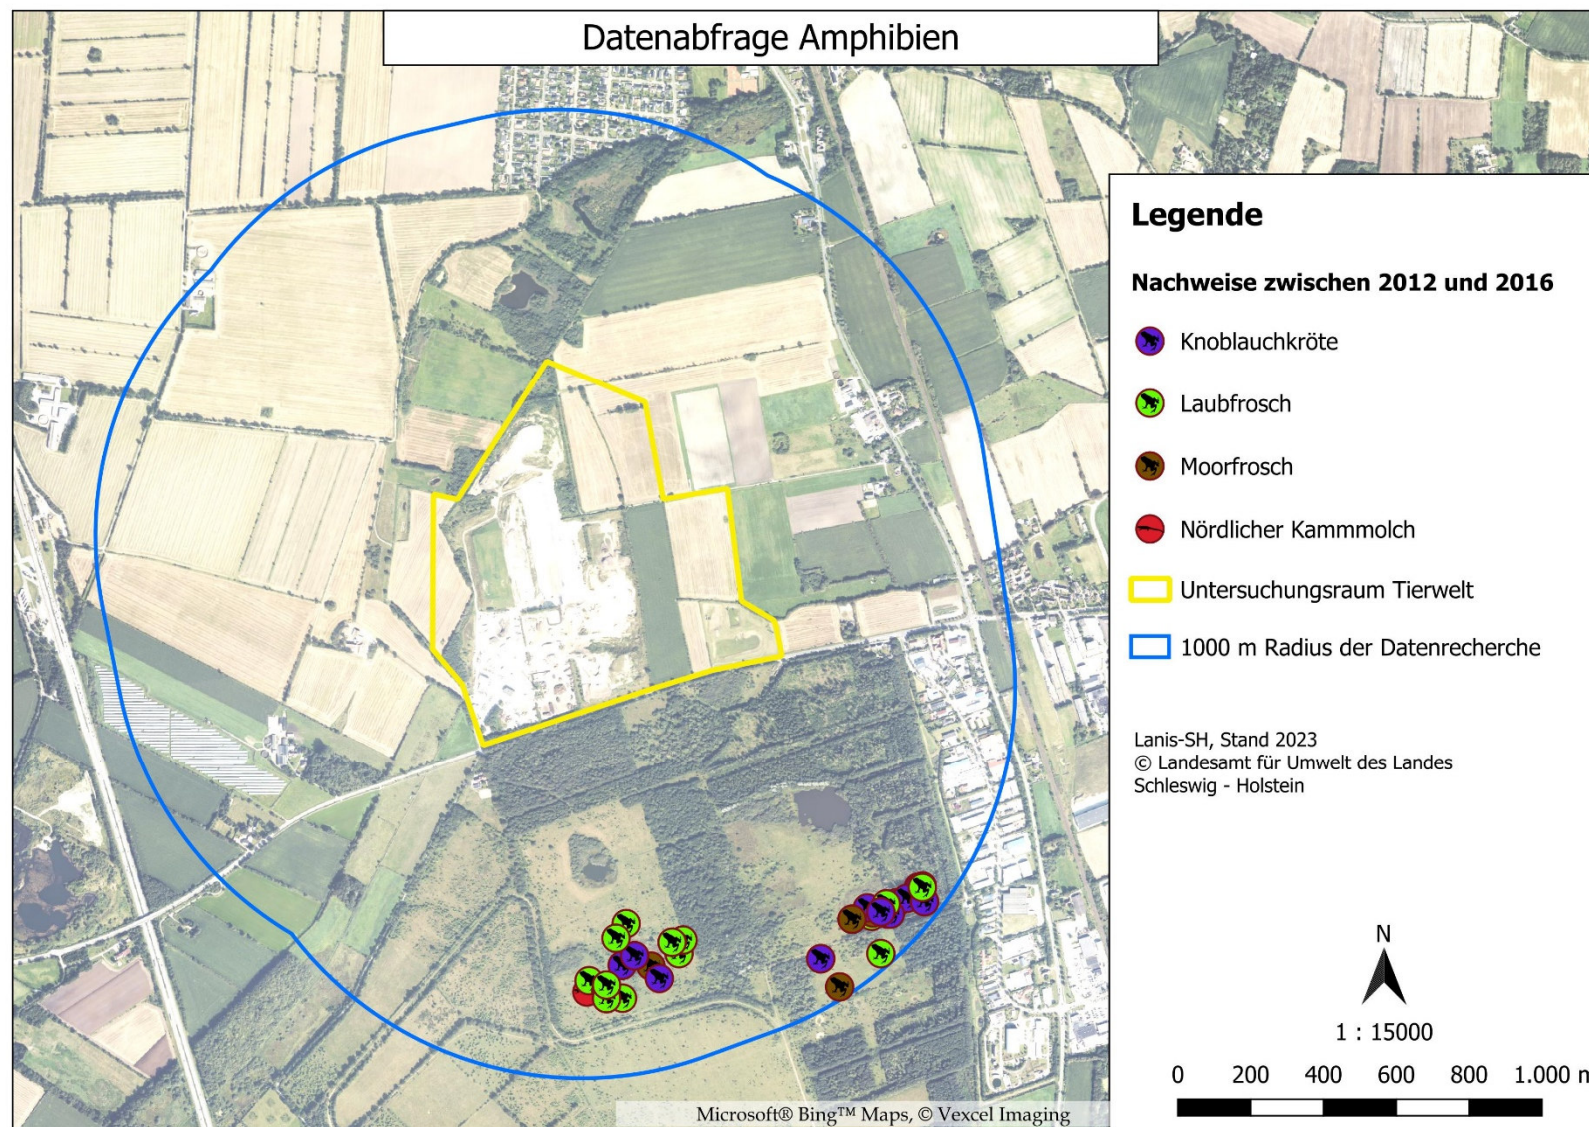 Datenabfrage Amphibien
Legende
Nachweise zwischen 2012 und 2016
Knoblauchkröte
Laubfrosch
Moorfrosch
Nördlicher Kammmolch
Untersuchungsraum Tierwelt
1000 m Radius der Datenrecherche
Lanis-SH, Stand 2023
© Landesamt für Umwelt des Landes
Schleswig - Holstein
N
1 : 15000
0 200 400 600 800 1.000 m
Microsoft® Bing™ Maps, © Vexcel Imaging